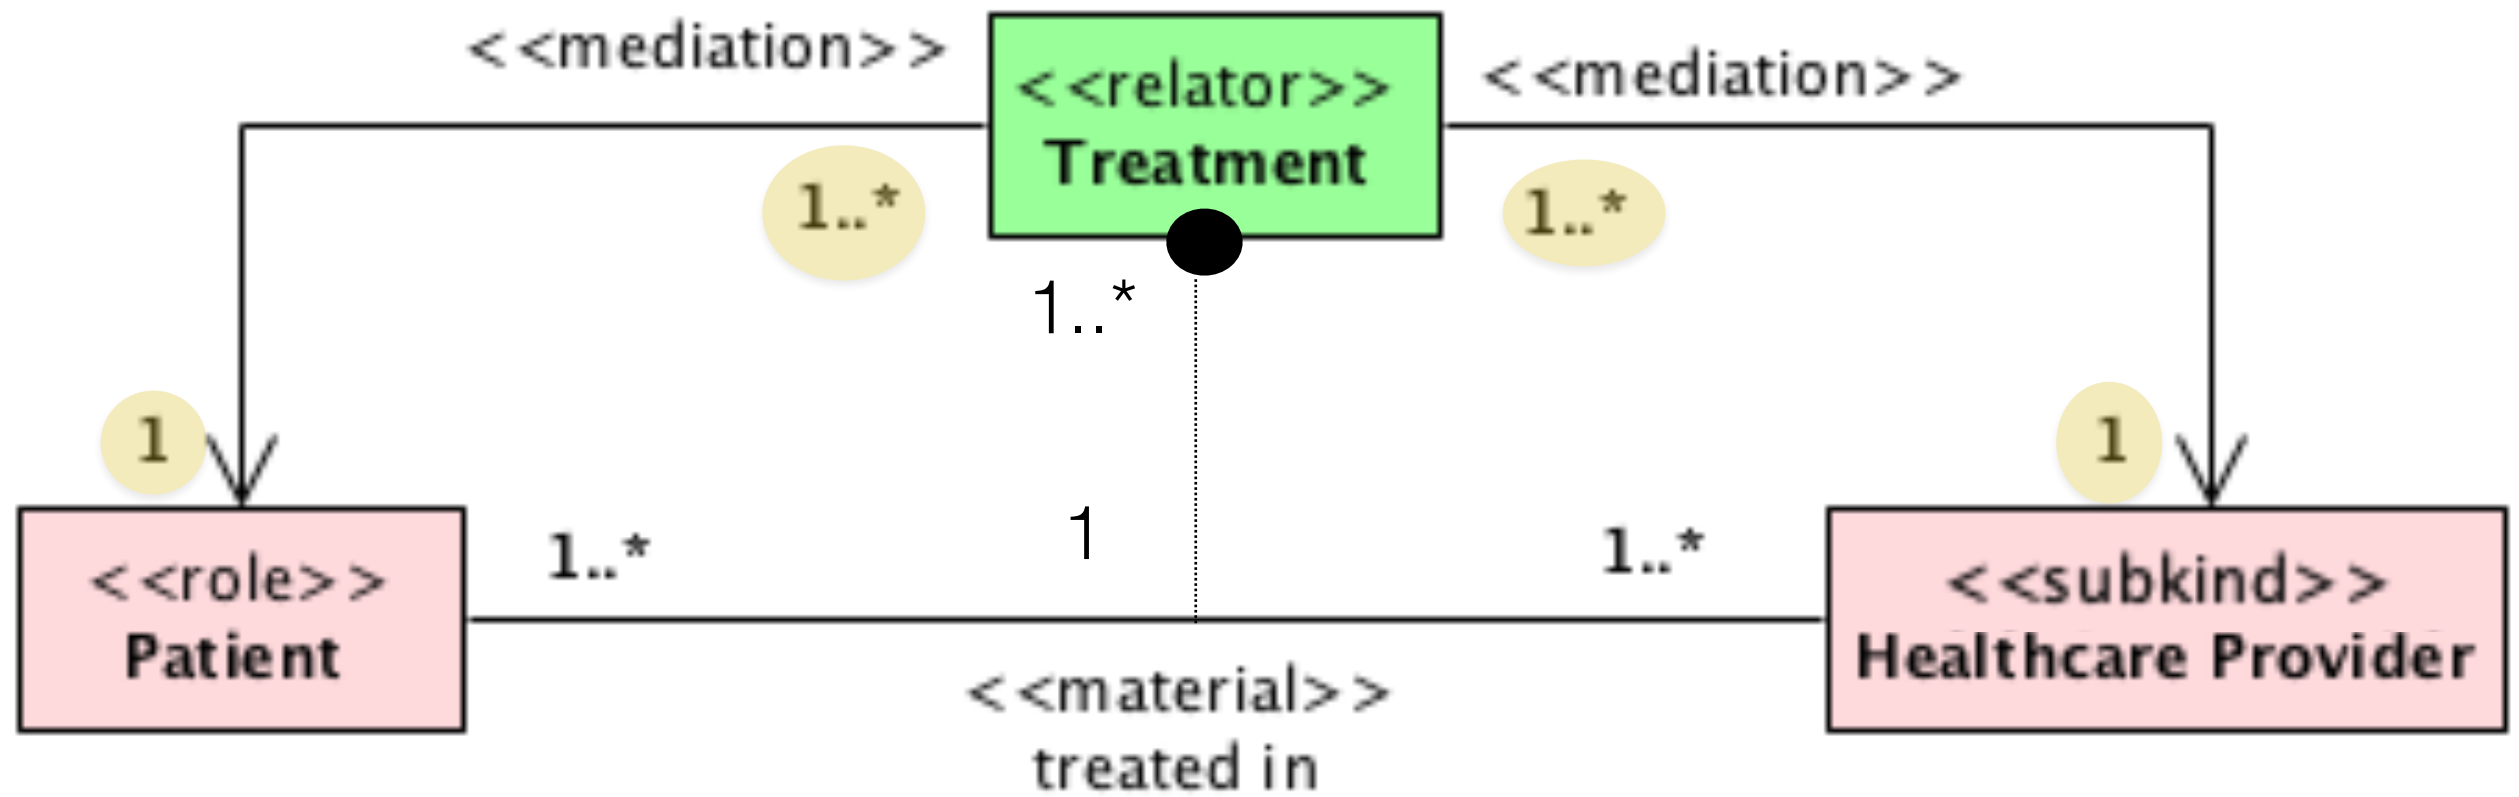 <<mediation>>
<<relator>>
Treatment
<<mediation>>
1..*
1..*
1..*
1
1
1..*
1
1..*
<<role>>
Patient
<<subkind>>
Healthcare Provider
<<material>>
treated in